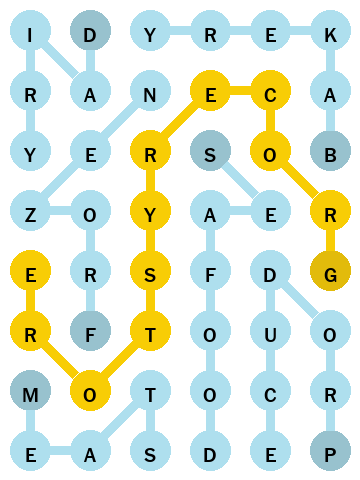 I D Y R E K
R A N E C A
Y E R S O B
Z O Y A E R
E R S F D G
R F T O U O
M O T O C R
E A S D E P